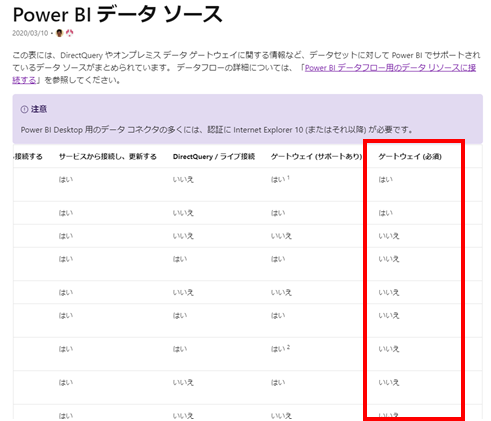 Power BI データ ソース
2020/03/10 •
この表には、DirectQuery やオンプレミス データ ゲートウェイに関する情報など、データセットに対して Power BI でサポートさ
れているデータ ソースがまとめられています。 データフローの詳細については、「Power BI データフロー用のデータ リソースに接
続する」を参照してください。
注意
Power BI Desktop 用のデータ コネクタの多くには、認証に Internet Explorer 10 (またはそれ以降) が必要です。
接続する サービスから接続し、更新する DirectQuery / ライブ接続 ゲートウェイ (サポートあり) ゲートウェイ (必須)
はい いいえ はい 1 はい
はい いいえ はい はい
はい いいえ いいえ いいえ
はい はい はい いいえ
はい いいえ いいえ いいえ
はい はい はい いいえ
はい はい はい 2 いいえ
はい いいえ はい いいえ
はい いいえ いいえ いいえ